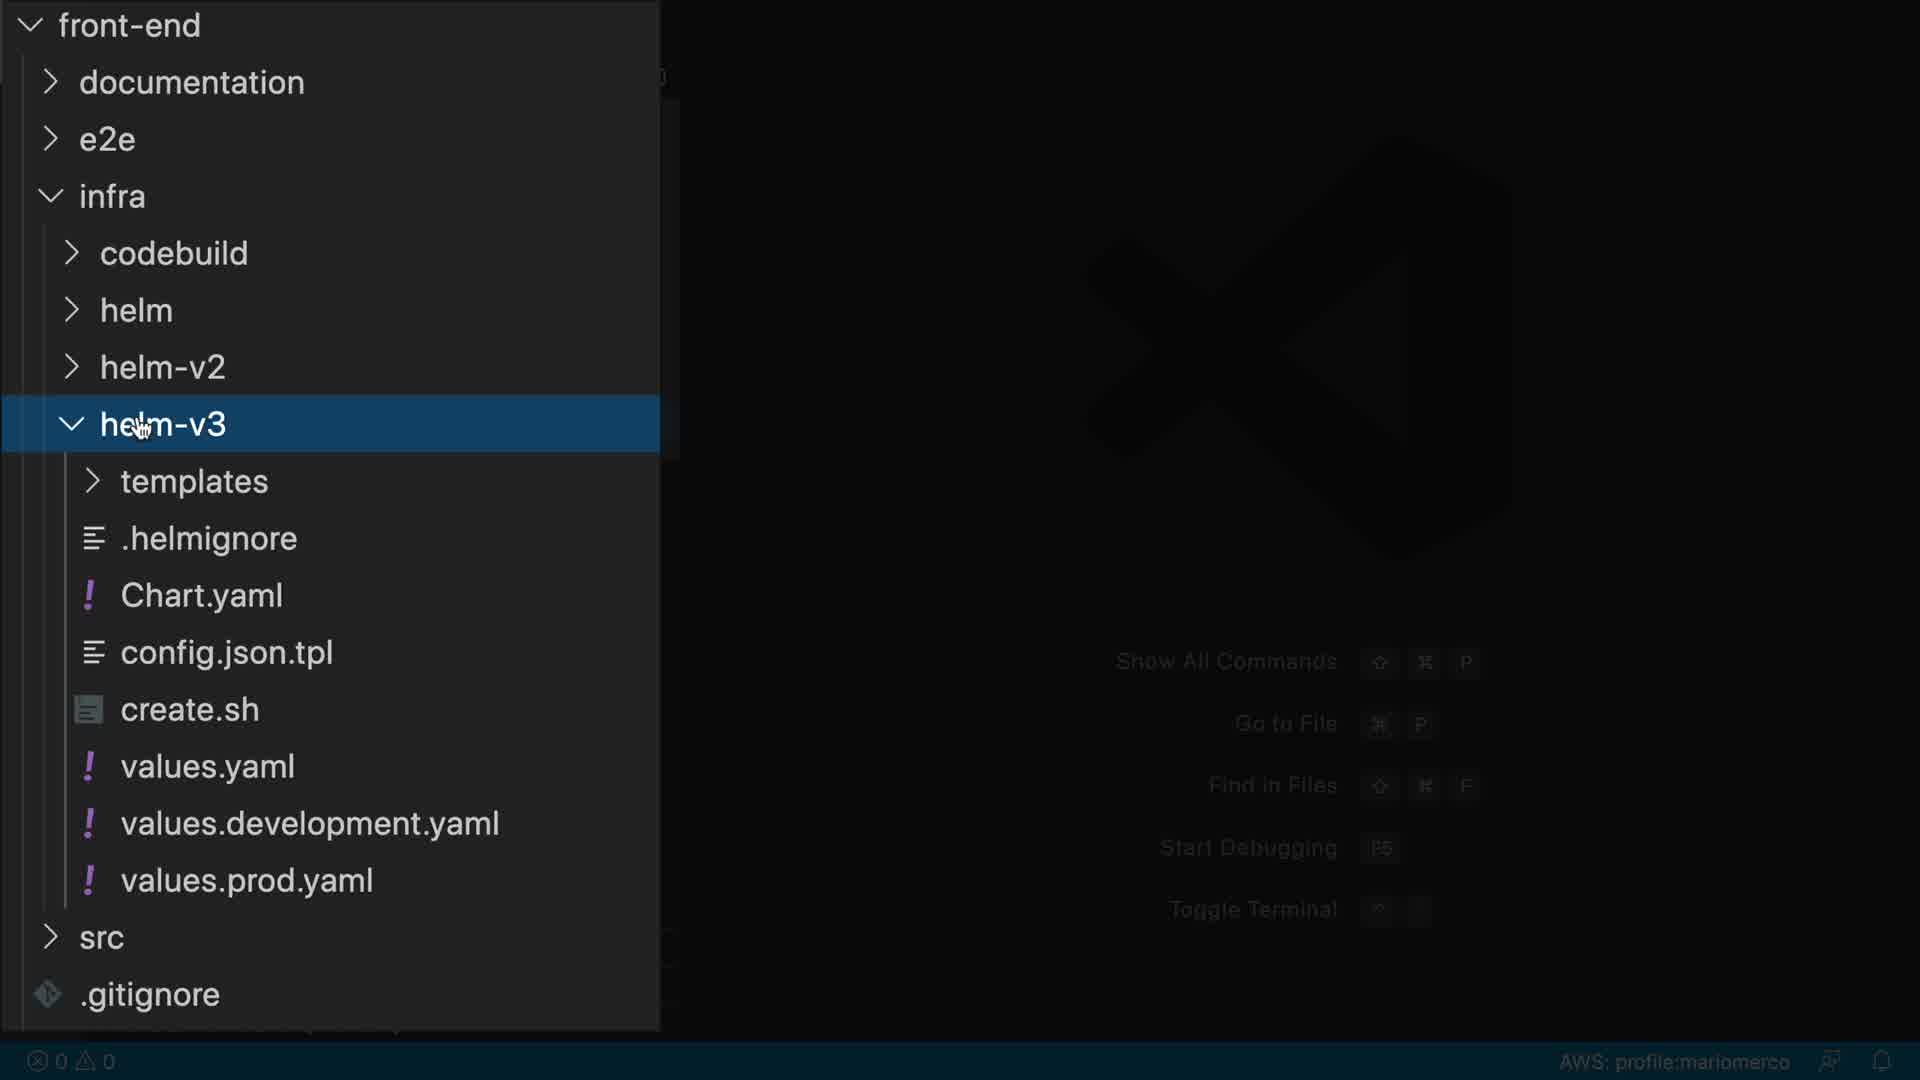 front-end
documentation
e2e
infra
codebuild
helm
helm-v2
helm-v3
templates
.helmignore
Chart.yaml
config.json.tpl
create.sh
values.yaml
values.development.yaml
values.prod.yaml
src
.gitignore
Show All Commands ⇧ ⌘ P
Go to File ⌘ P
Find in Files ⇧ ⌘ F
Start Debugging F5
Toggle Terminal ⌃
0 0
AWS: profile:mariomerco